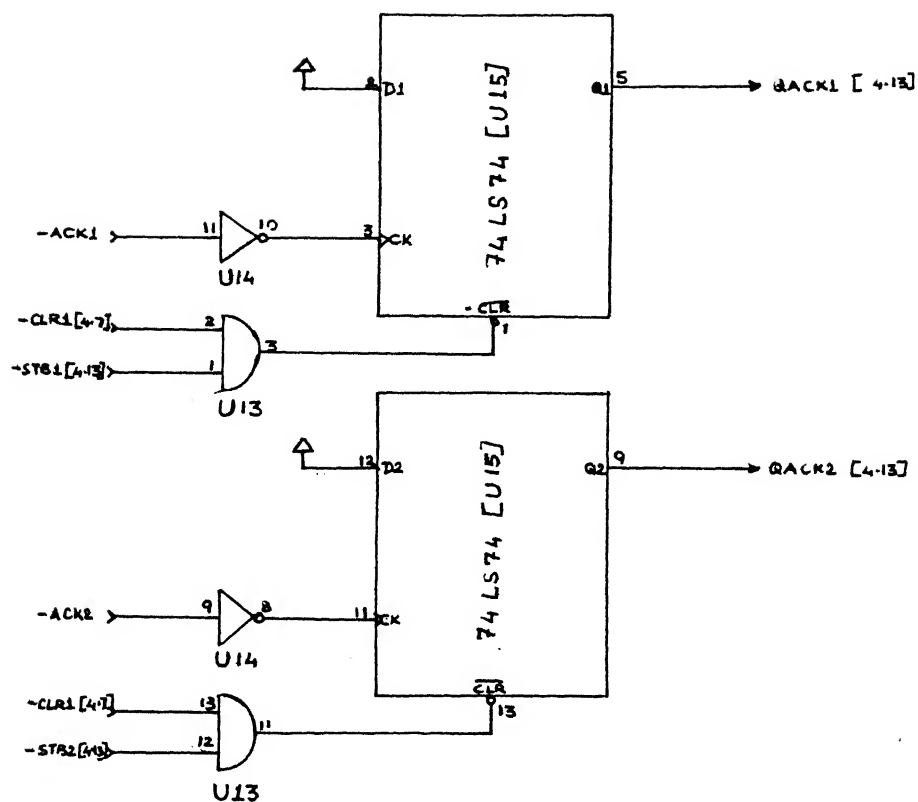 2 D1
Q1 5
QACK1 [4.13]
74LS74 [U15]
-ACK1
11
10
3
CK
U14
CLR
1
-CLR1[4.7]
2
3
-STB1[4.13]
1
U13
12 D2
Q2 9
QACK2 [4.13]
74LS74 [U15]
-ACK2
9
8
11
CK
U14
CLR
13
-CLR1[4.7]
13
11
-STB2[4.13]
12
U13